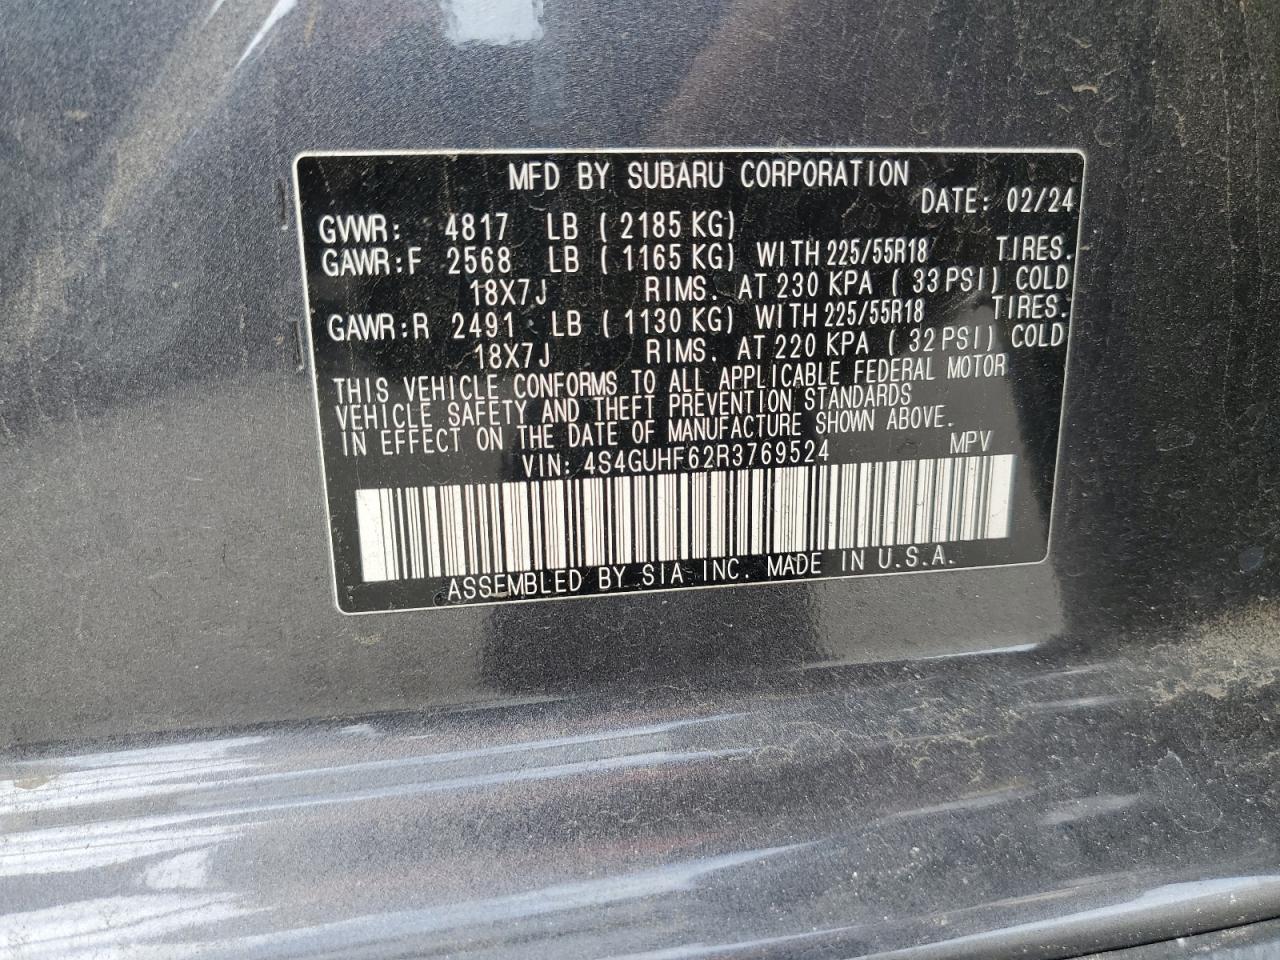 MFD BY SUBARU CORPORATION
DATE: 02/24
GVWR: 4817 LB ( 2185 KG)
GAWR:F 2568 LB ( 1165 KG) WITH 225/55R18 TIRES.
18X7J RIMS. AT 230 KPA ( 33 PSI) COLD
GAWR:R 2491 LB ( 1130 KG) WITH 225/55R18 TIRES.
18X7J RIMS. AT 220 KPA ( 32 PSI) COLD
THIS VEHICLE CONFORMS TO ALL APPLICABLE FEDERAL MOTOR
VEHICLE SAFETY AND THEFT PREVENTION STANDARDS
IN EFFECT ON THE DATE OF MANUFACTURE SHOWN ABOVE.
VIN: 4S4GUHF62R3769524 MPV
ASSEMBLED BY SIA INC. MADE IN U.S.A.